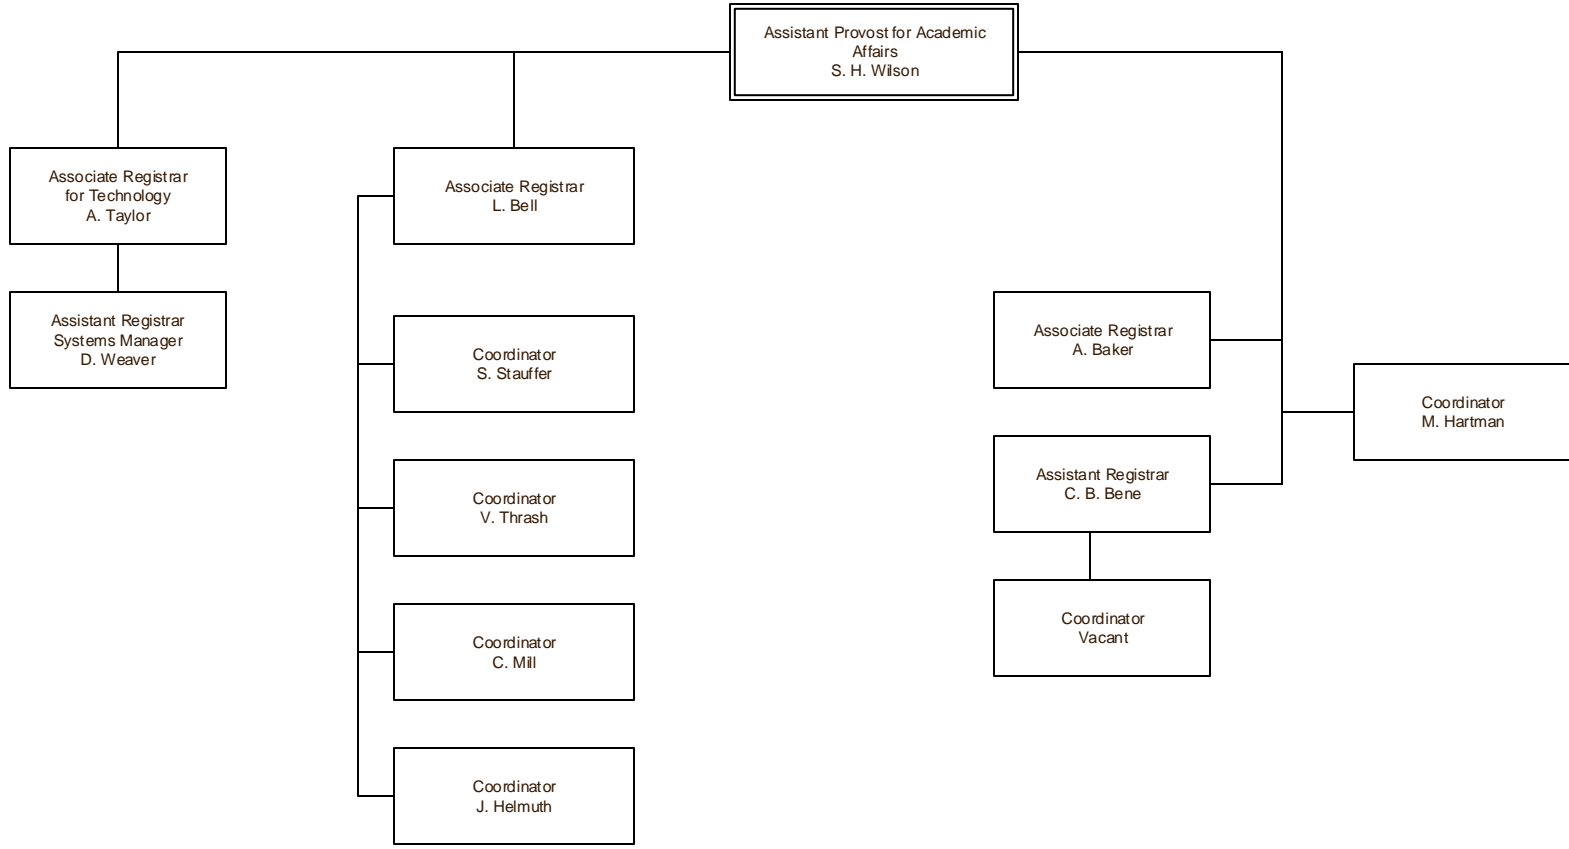 Assistant Provost for Academic
Affairs
S. H. Wilson
Associate Registrar
for Technology
A. Taylor
Associate Registrar
L. Bell
Assistant Registrar
Systems Manager
D. Weaver
Coordinator
S. Stauffer
Coordinator
V. Thrash
Coordinator
C. Mill
Coordinator
J. Helmuth
Associate Registrar
A. Baker
Coordinator
M. Hartman
Assistant Registrar
C. B. Bene
Coordinator
Vacant